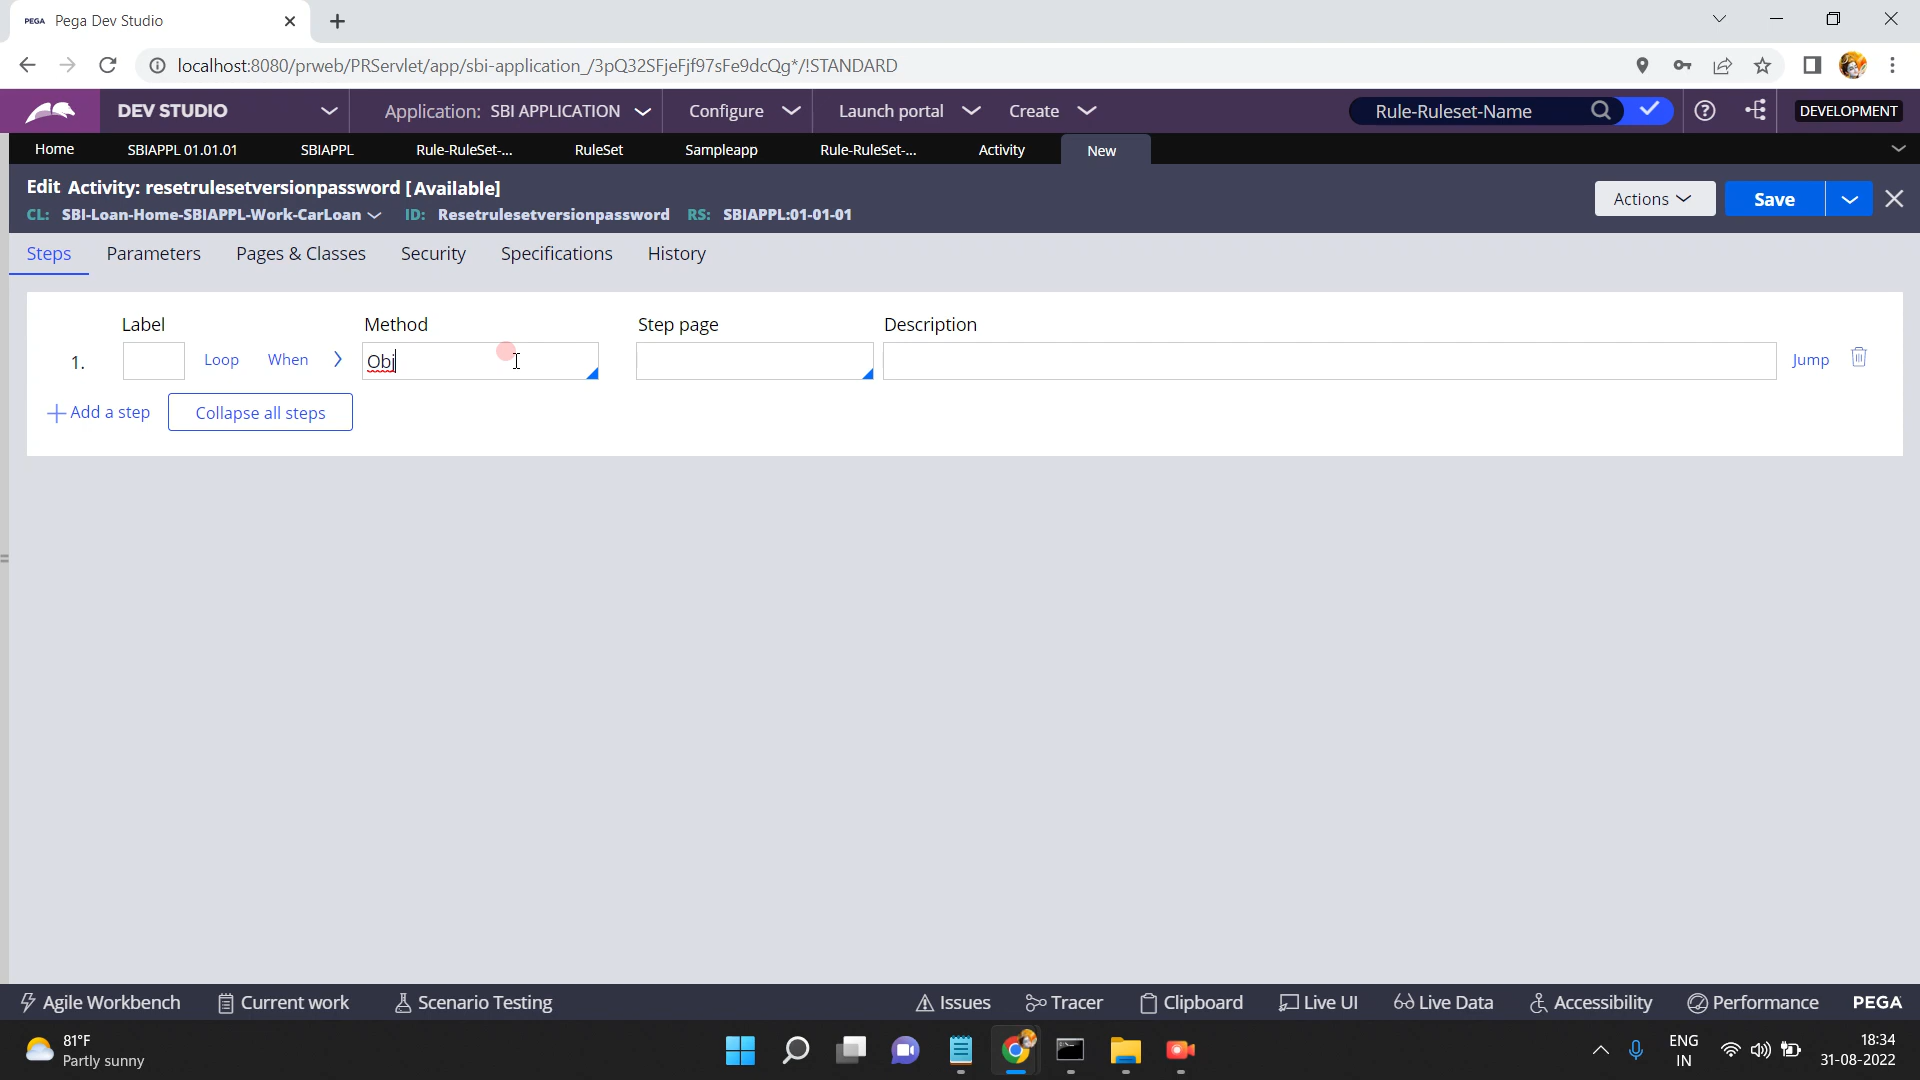 PEGA Pega Dev Studio
localhost:8080/prweb/PRServlet/app/sbi-application_/3pQ32SFjeFjf97sFe9dcQg*/!STANDARD
DEV STUDIO Application: SBI APPLICATION Configure Launch portal Create Rule-Ruleset-Name DEVELOPMENT
Home SBIAPPL 01.01.01 SBIAPPL Rule-RuleSet-... RuleSet Sampleapp Rule-RuleSet-... Activity New
Edit Activity: resetrulesetversionpassword [Available]
CL: SBI-Loan-Home-SBIAPPL-Work-CarLoan ID: Resetrulesetversionpassword RS: SBIAPPL:01-01-01
Actions Save
Steps Parameters Pages & Classes Security Specifications History
Label Method Step page Description
1. Loop When Obj Jump
Add a step Collapse all steps
Agile Workbench Current work Scenario Testing Issues Tracer Clipboard Live UI Live Data Accessibility Performance PEGA
81°F
Partly sunny
ENG
IN
18:34
31-08-2022